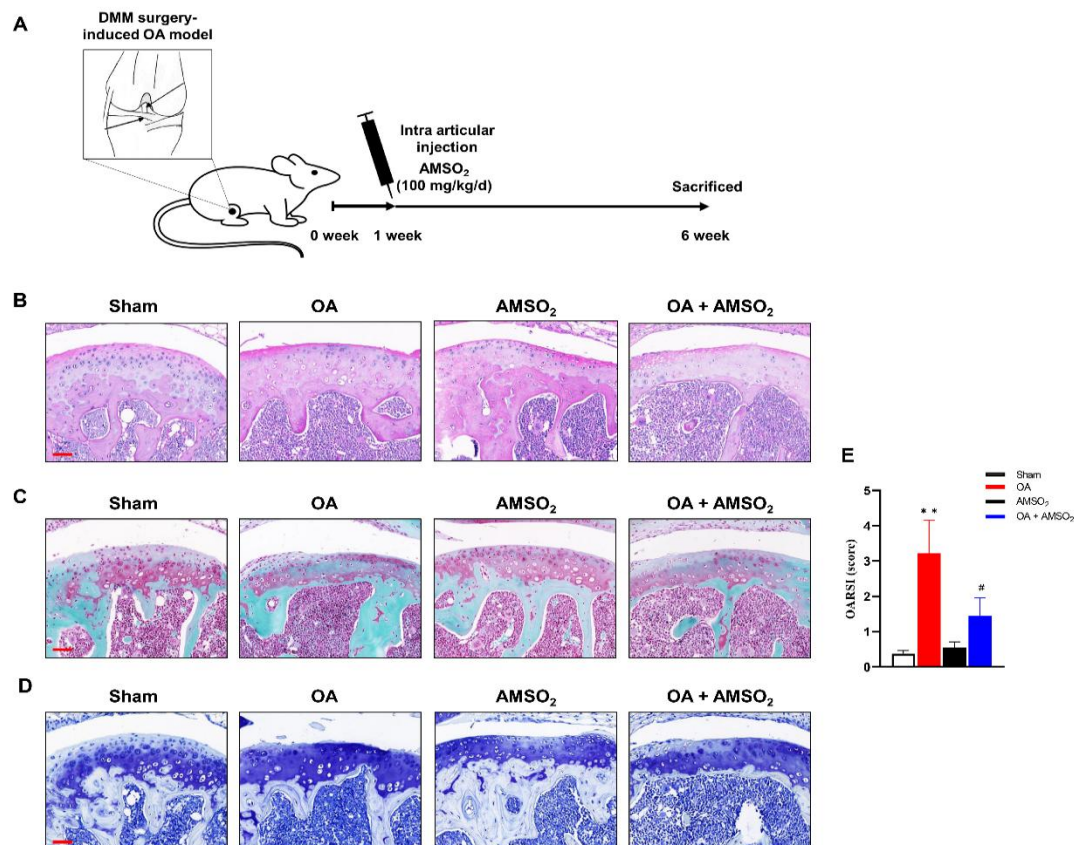 A
DMM surgery-
induced OA model
Intra articular
injection
AMSO₂
(100 mg/kg/d)
Sacrificed
0 week
1 week
6 week
B
Sham
OA
AMSO₂
OA + AMSO₂
C
Sham
OA
AMSO₂
OA + AMSO₂
D
Sham
OA
AMSO₂
OA + AMSO₂
E
Sham
OA
AMSO₂
OA + AMSO₂
OARSI (score)
5
4
3
2
1
0
**
#